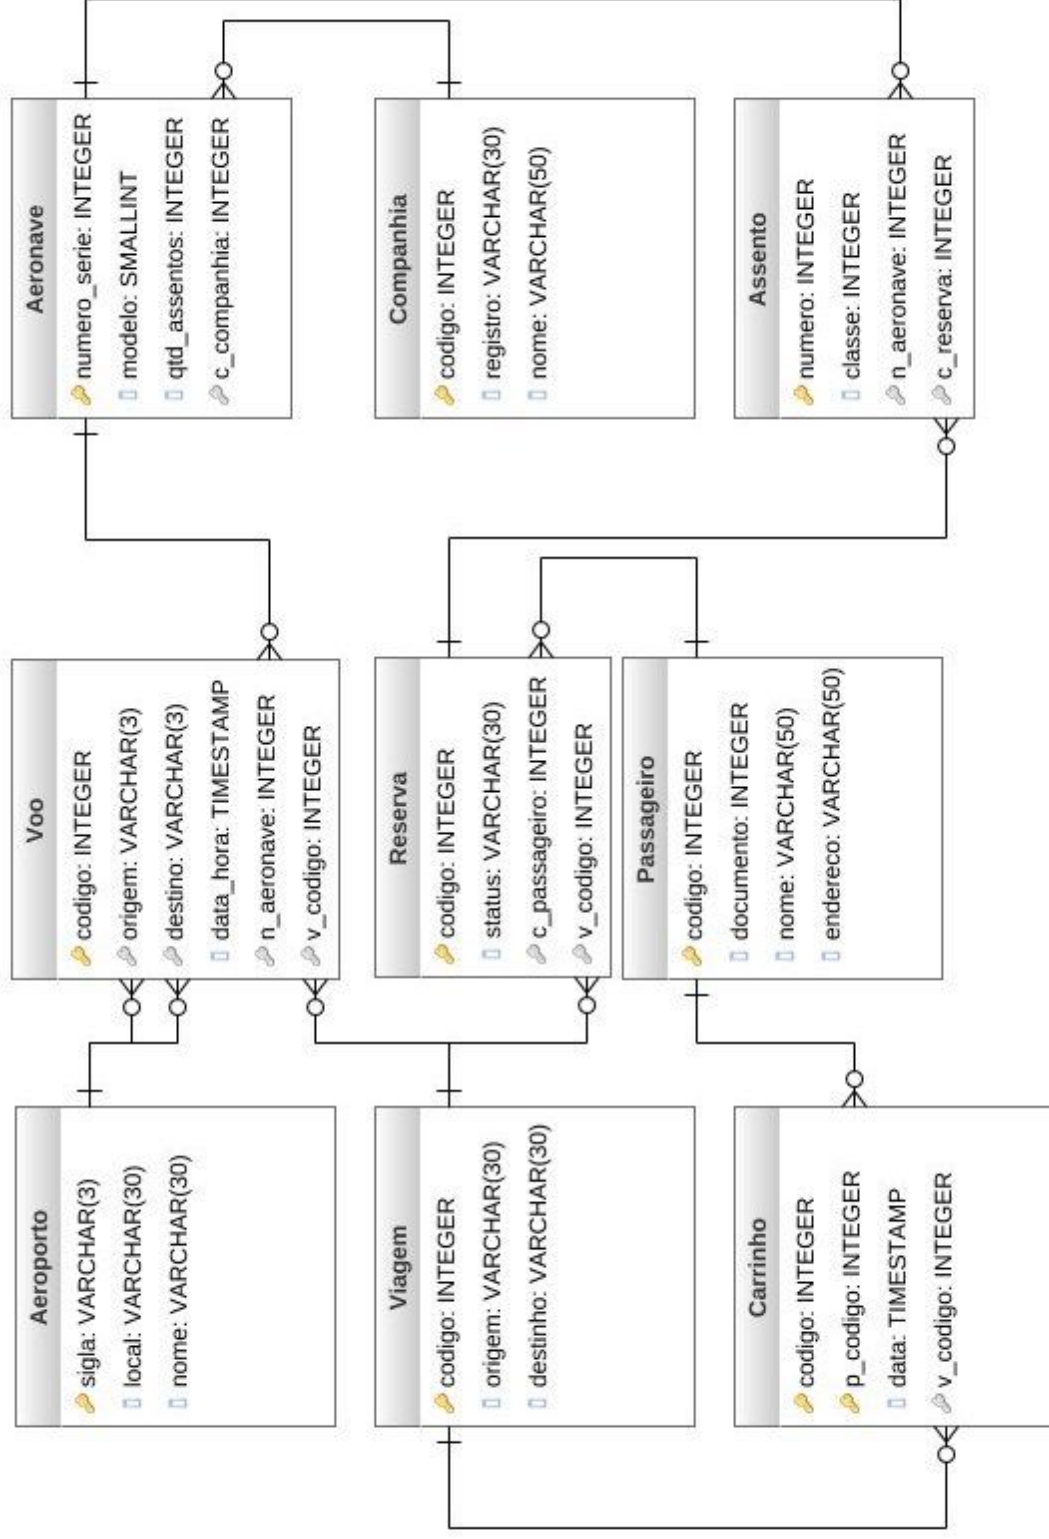 Aeroporto
sigla: VARCHAR(3)
local: VARCHAR(30)
nome: VARCHAR(30)
Voo
codigo: INTEGER
origem: VARCHAR(3)
destino: VARCHAR(3)
data_hora: TIMESTAMP
n_aeronave: INTEGER
v_codigo: INTEGER
Aeronave
numero_serie: INTEGER
modelo: SMALLINT
qtd_assentos: INTEGER
c_companhia: INTEGER
Viagem
codigo: INTEGER
origem: VARCHAR(30)
destinho: VARCHAR(30)
Reserva
codigo: INTEGER
status: VARCHAR(30)
c_passageiro: INTEGER
v_codigo: INTEGER
Companhia
codigo: INTEGER
registro: VARCHAR(30)
nome: VARCHAR(50)
Passageiro
codigo: INTEGER
documento: INTEGER
nome: VARCHAR(50)
endereco: VARCHAR(50)
Carrinho
codigo: INTEGER
p_codigo: INTEGER
data: TIMESTAMP
v_codigo: INTEGER
Assento
numero: INTEGER
classe: INTEGER
n_aeronave: INTEGER
c_reserva: INTEGER